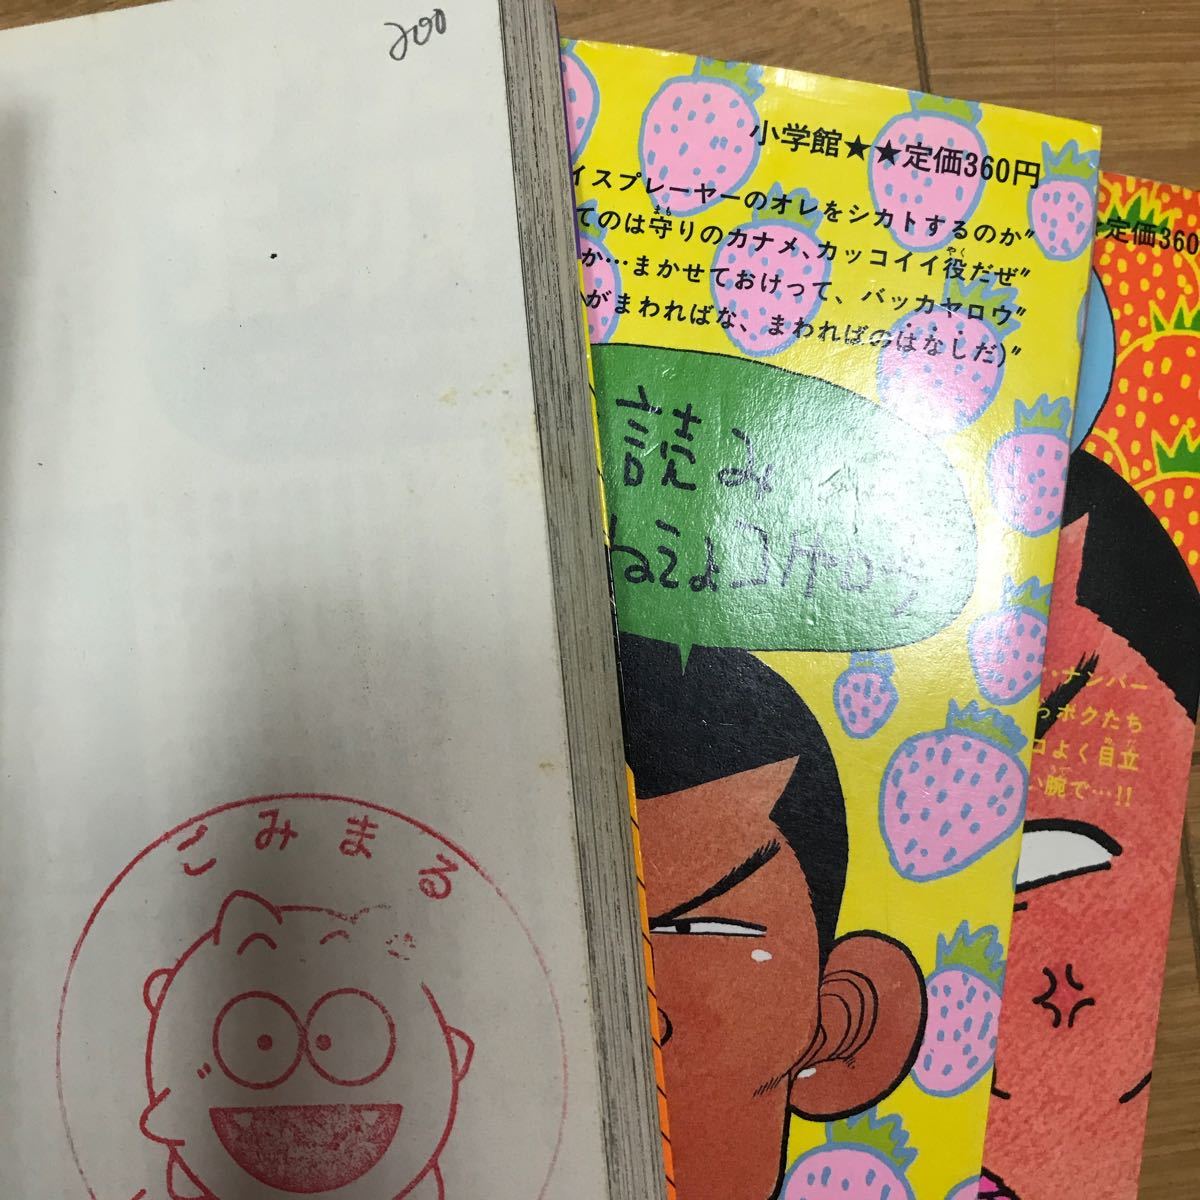 200
ごみまる
小学館★★定価360円
イスプレーヤーのオレをシカトするのか"
てのは守りのカナメ、カッコイイ役だぜ"
か…まかせておけって、バッカヤロウ"
がまわればな、まわればのはなしだ)"
読み
ねェよコノヤロウ
★定価360
・ナンバー
っボクたち
コよく目立
い腕で…!!